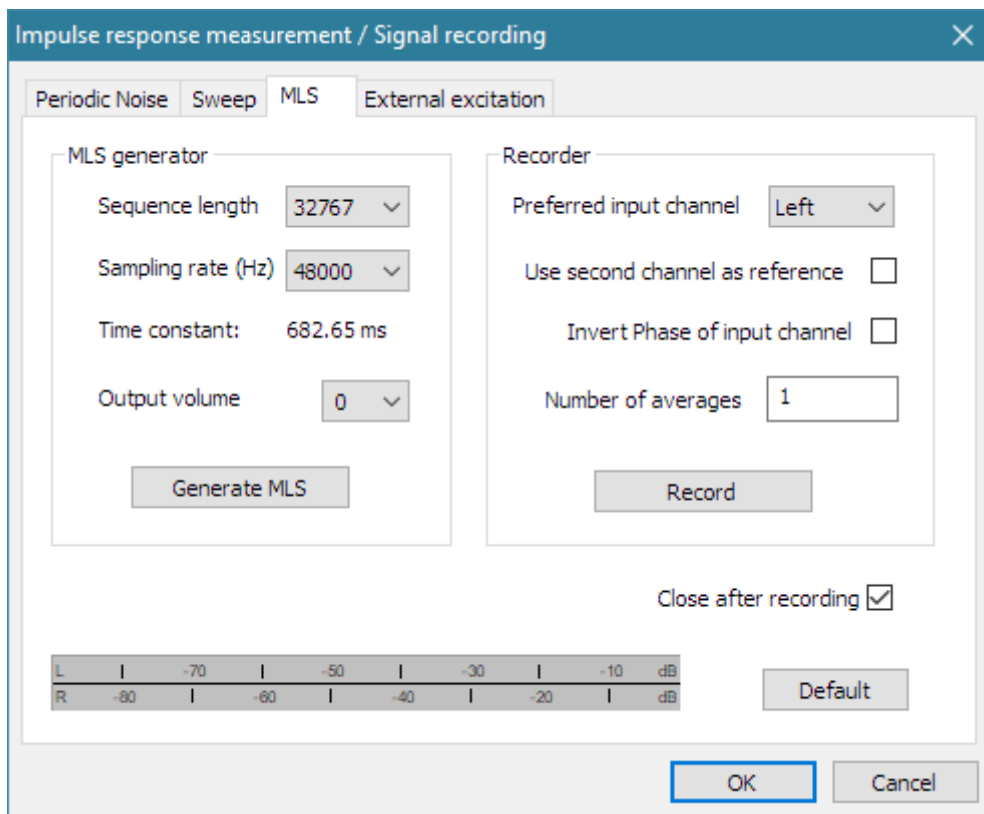 Impulse response measurement / Signal recording
Periodic Noise Sweep MLS External excitation
MLS generator
Sequence length 32767
Sampling rate (Hz) 48000
Time constant: 682.65 ms
Output volume 0
Generate MLS
Recorder
Preferred input channel Left
Use second channel as reference
Invert Phase of input channel
Number of averages 1
Record
Close after recording
L -70 -50 -30 -10 dB
R -80 -60 -40 -20 dB
Default
OK Cancel